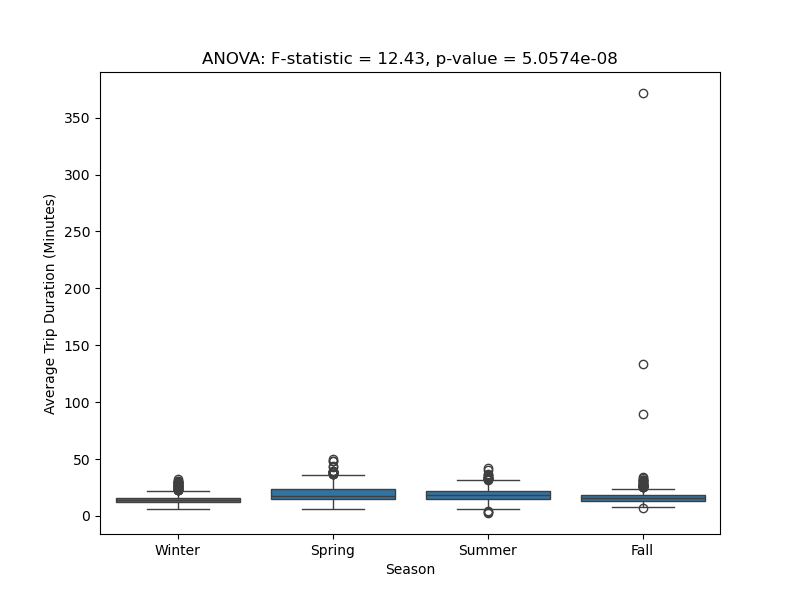 ANOVA: F-statistic = 12.43, p-value = 5.0574e-08
Average Trip Duration (Minutes)
350
300
250
200
150
100
50
0
Winter Spring Summer Fall
Season